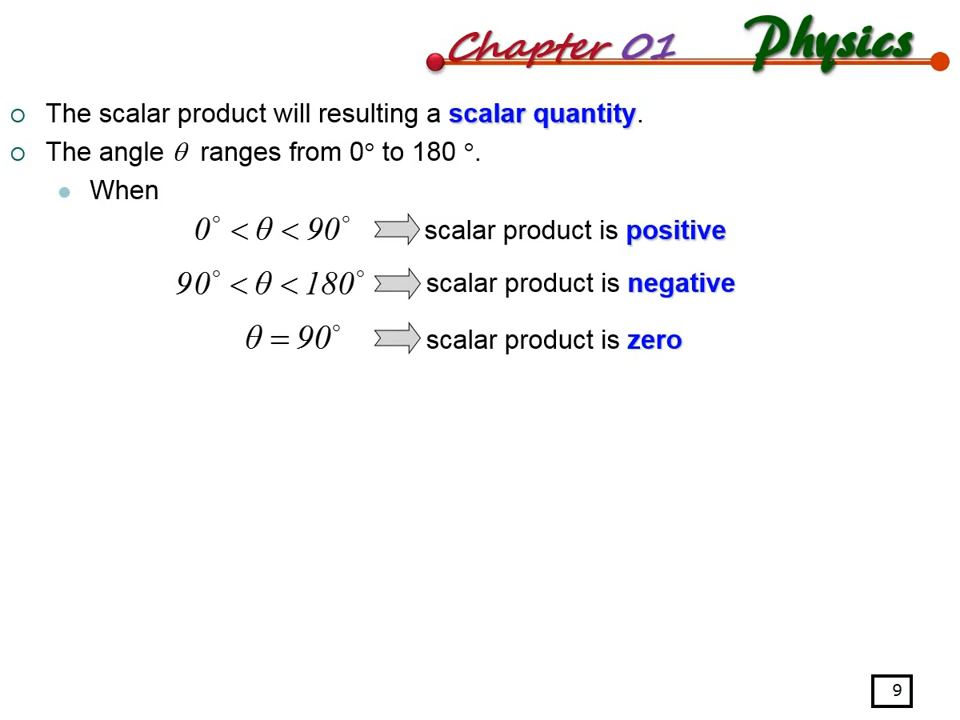 Chapter 01 Physics
The scalar product will resulting a scalar quantity.
The angle θ ranges from 0° to 180 °.
When
0° < θ < 90° scalar product is positive
90° < θ < 180° scalar product is negative
θ = 90° scalar product is zero
9